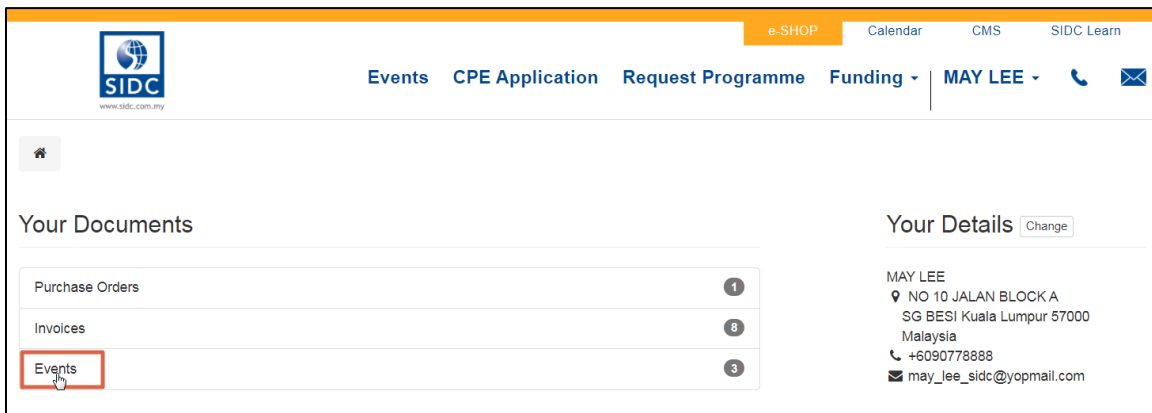 e-SHOP Calendar CMS SIDC Learn
SIDC
www.sidc.com.my
Events CPE Application Request Programme Funding MAY LEE
Your Documents
Purchase Orders 1
Invoices 8
Events 3
Your Details Change
MAY LEE
NO 10 JALAN BLOCK A
SG BESI Kuala Lumpur 57000
Malaysia
+6090778888
may_lee_sidc@yopmail.com